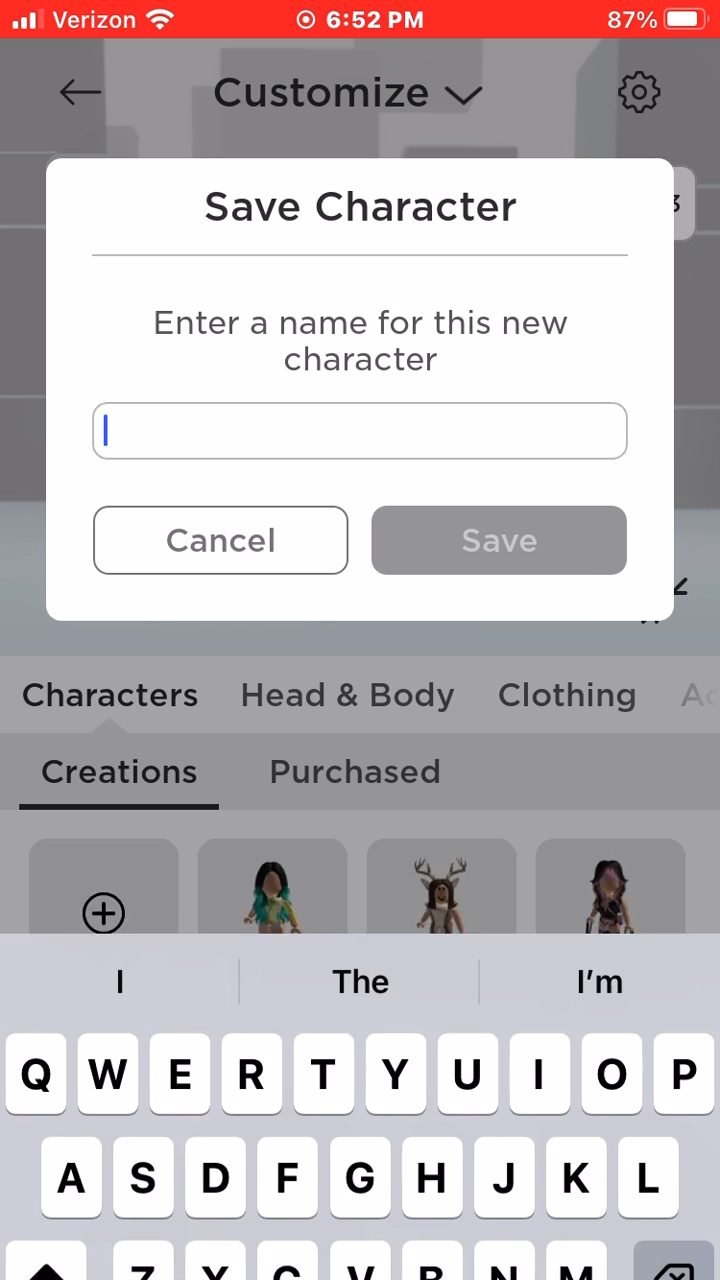 Verizon 6:52 PM 87%
Customize
3
Save Character
Enter a name for this new
character
Cancel Save
Characters Head & Body Clothing
Creations Purchased
I The I'm
Q W E R T Y U I O P
A S D F G H J K L
Z X C V B N M